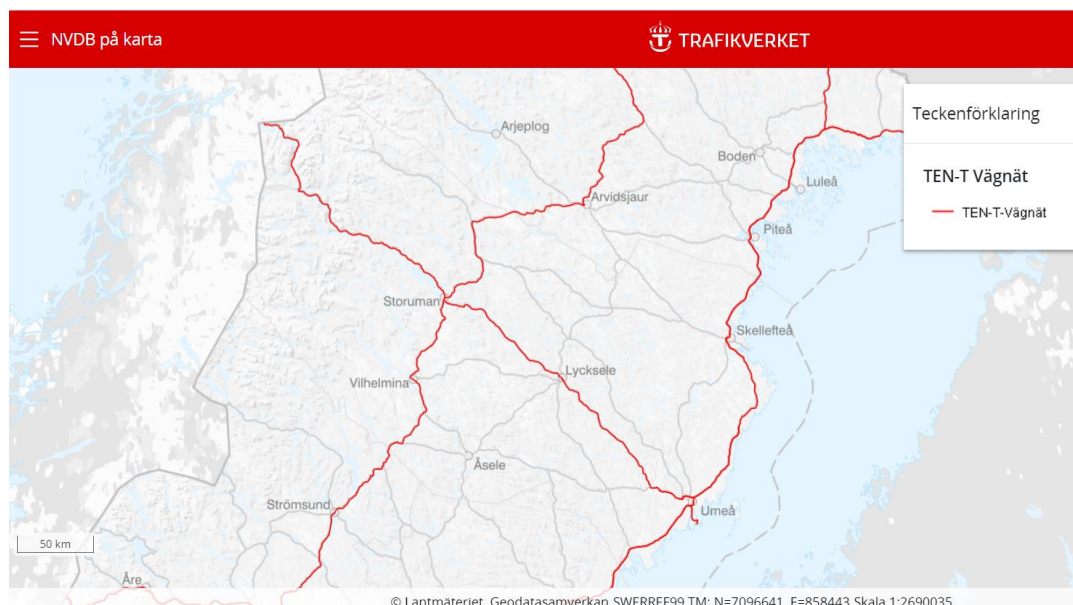 NVDB på karta
TRAFIKVERKET
Teckenförklaring
TEN-T Vägnät
TEN-T-Vägnät
Arjeplog
Boden
Luleå
Arvidsjaur
Piteå
Storuman
Skellefteå
Lycksele
Vilhelmina
Åsele
Strömsund
Umeå
50 km
Åre
© Lantmäteriet, Geodatasamverkan SWEREF99 TM: N=7096641, E=858443 Skala 1:2690035